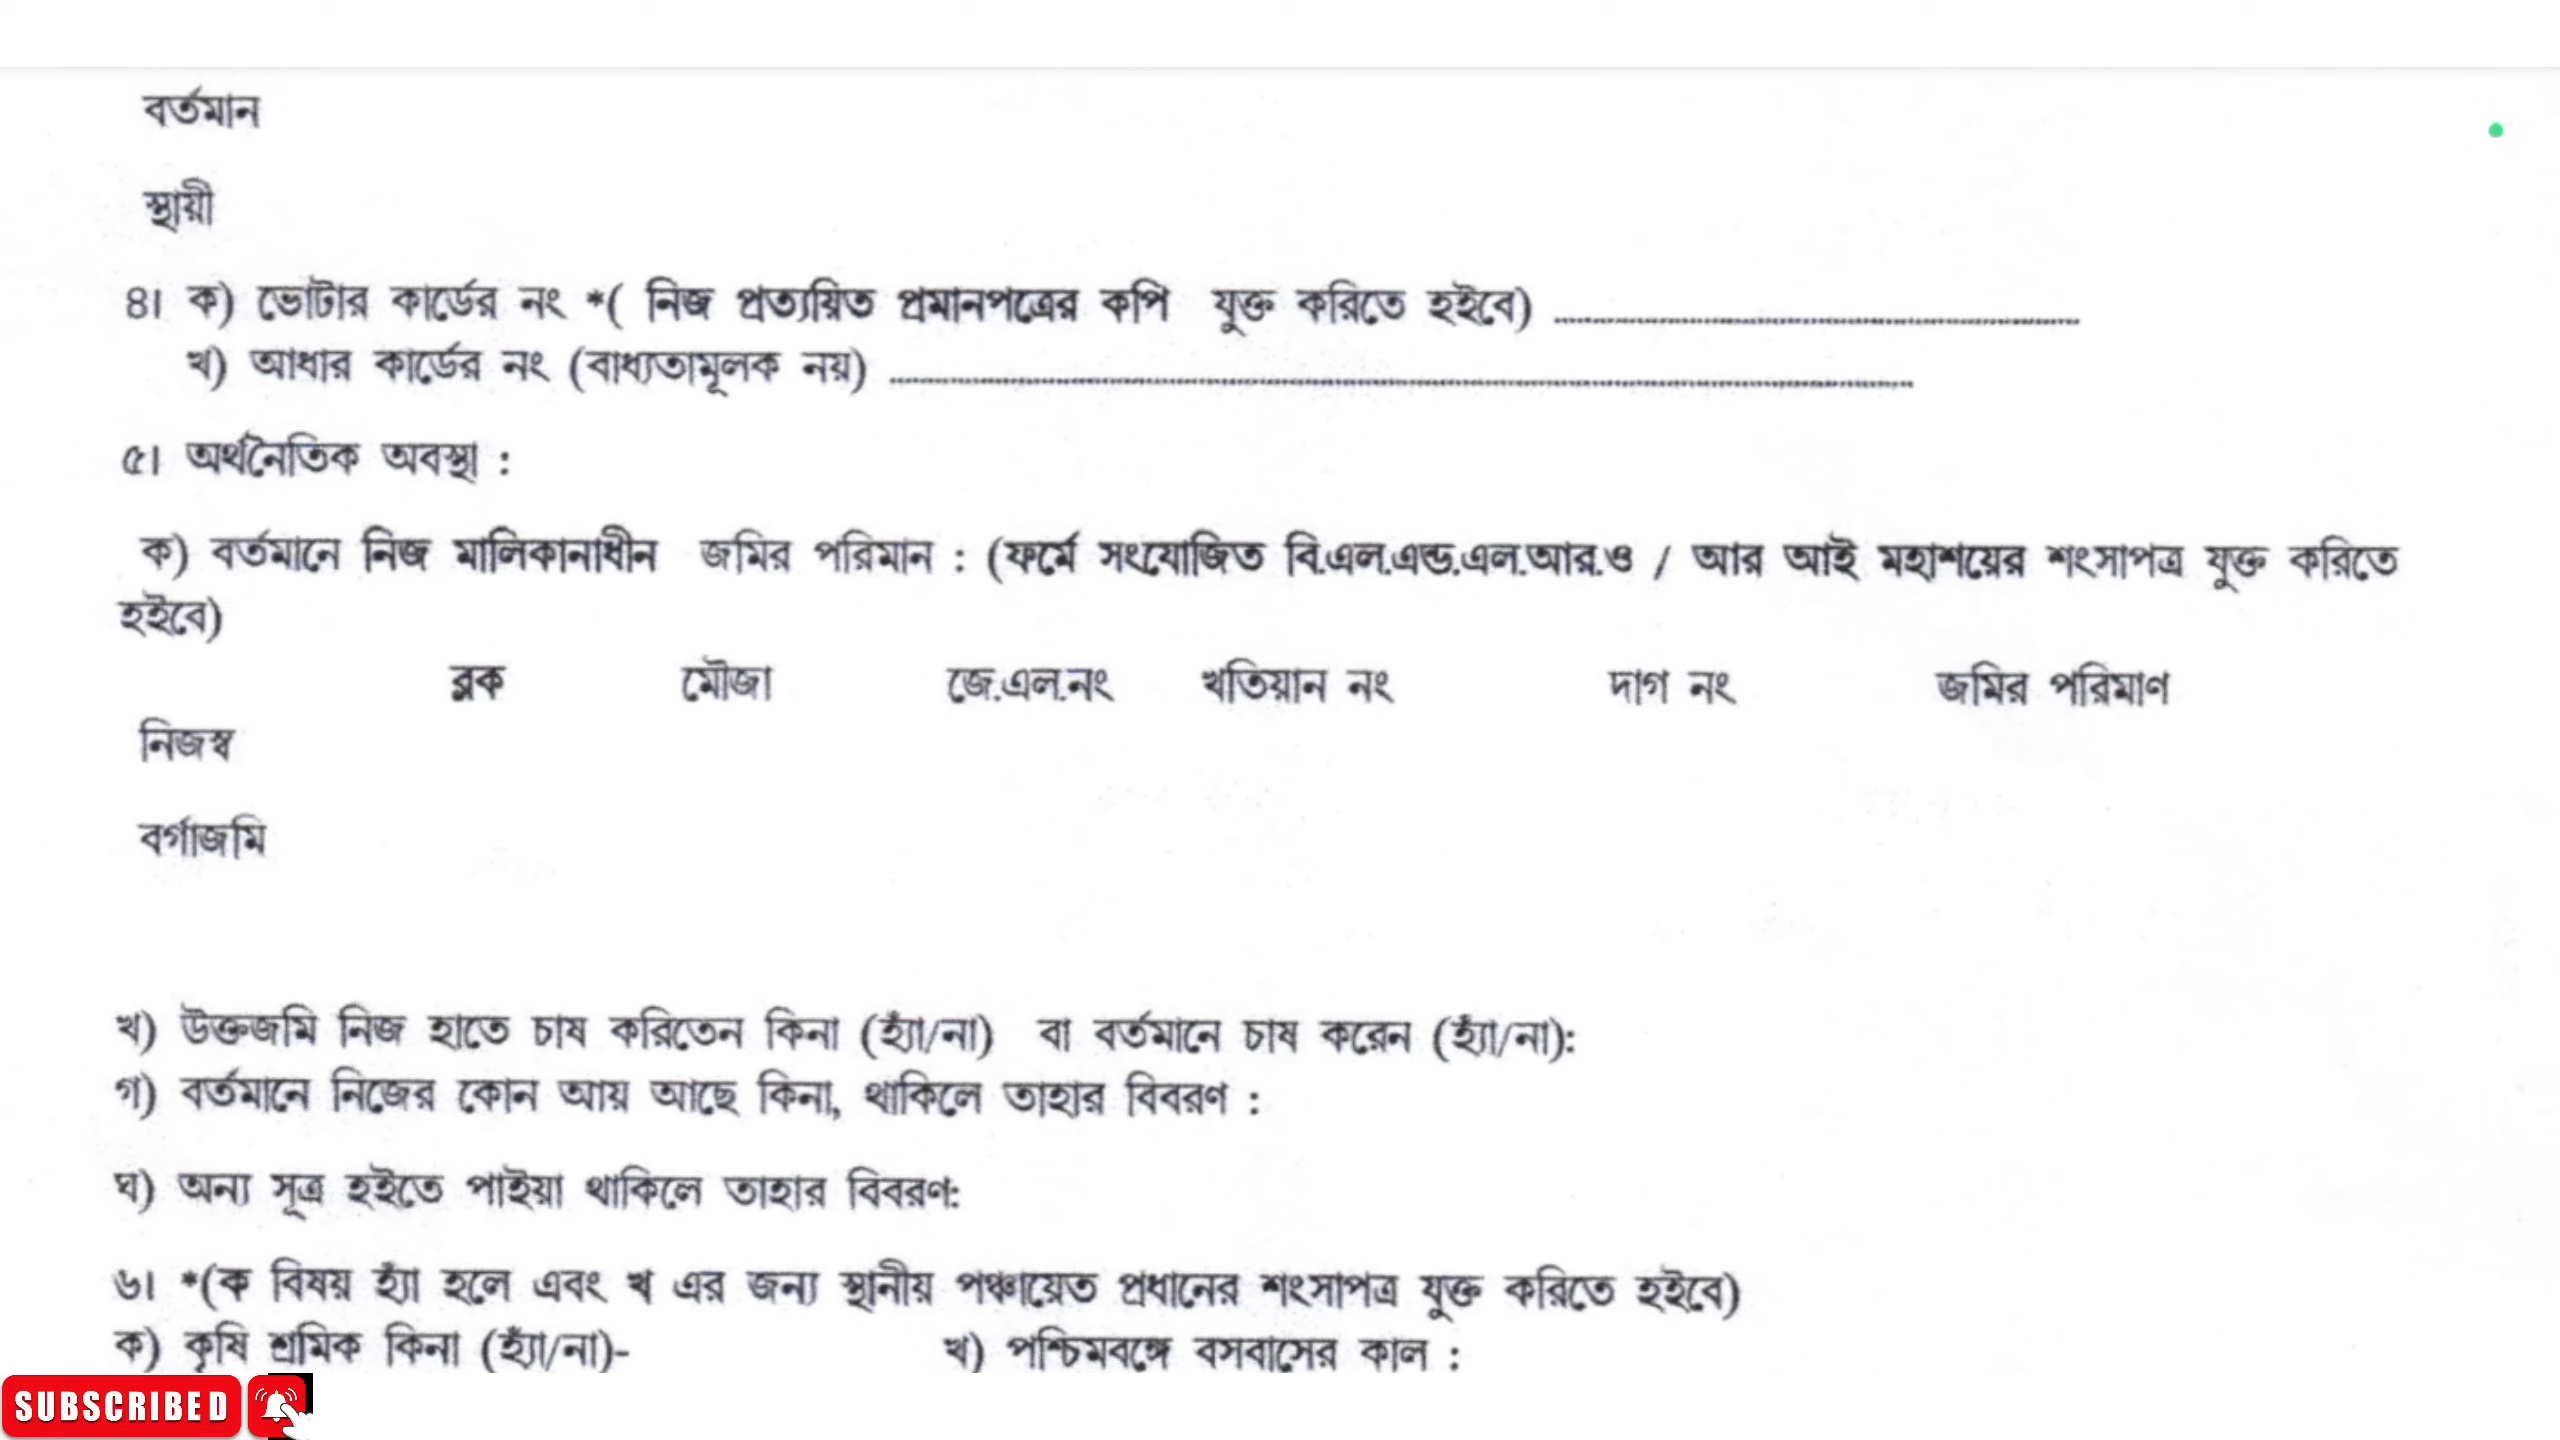 বর্তমান
স্থায়ী
৪। ক) ভোটার কার্ডের নং *( নিজ প্রত্যয়িত প্রমানপত্রের কপি যুক্ত করিতে হইবে) ........................................
খ) আধার কার্ডের নং (বাধ্যতামূলক নয়) ........................................
৫। অর্থনৈতিক অবস্থা :
ক) বর্তমানে নিজ মালিকানাধীন জমির পরিমান : (ফর্মে সংযোজিত বি.এল.এন্ড.এল.আর.ও / আর আই মহাশয়ের শংসাপত্র যুক্ত করিতে
হইবে)
ব্লক মৌজা জে.এল.নং খতিয়ান নং দাগ নং জমির পরিমাণ
নিজস্ব
বর্গাজমি
খ) উক্তজমি নিজ হাতে চাষ করিতেন কিনা (হ্যাঁ/না) বা বর্তমানে চাষ করেন (হ্যাঁ/না):
গ) বর্তমানে নিজের কোন আয় আছে কিনা, থাকিলে তাহার বিবরণ :
ঘ) অন্য সূত্র হইতে পাইয়া থাকিলে তাহার বিবরণ:
৬। *(ক বিষয় হ্যাঁ হলে এবং খ এর জন্য স্থানীয় পঞ্চায়েত প্রধানের শংসাপত্র যুক্ত করিতে হইবে)
ক) কৃষি শ্রমিক কিনা (হ্যাঁ/না)- খ) পশ্চিমবঙ্গে বসবাসের কাল :
SUBSCRIBED